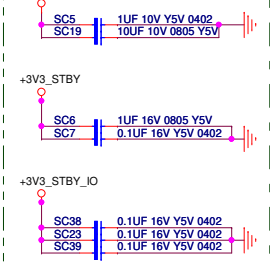 SC5 1UF 10V Y5V 0402
SC19 10UF 10V 0805 Y5V
+3V3_STBY
SC6 1UF 16V 0805 Y5V
SC7 0.1UF 16V Y5V 0402
+3V3_STBY_IO
SC38 0.1UF 16V Y5V 0402
SC23 0.1UF 16V Y5V 0402
SC39 0.1UF 16V Y5V 0402